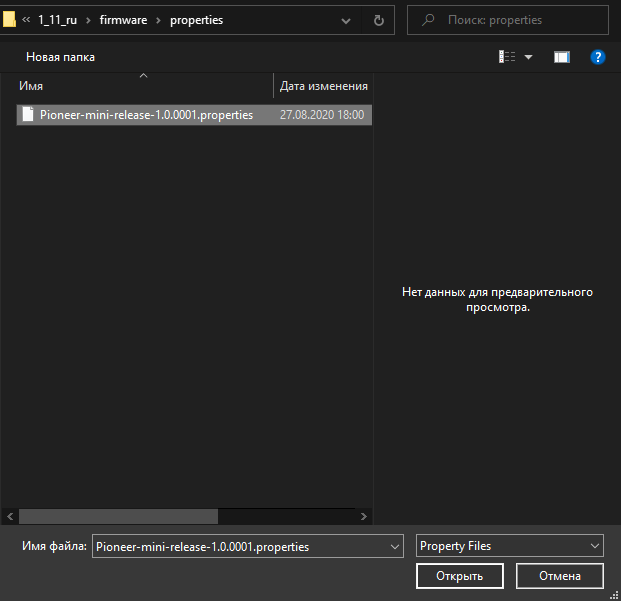 « 1_11_ru › firmware › properties
Поиск: properties
Новая папка
?
Имя
Дата изменения
Pioneer-mini-release-1.0.0001.properties
27.08.2020 18:00
Нет данных для предварительного
просмотра.
Имя файла:
Pioneer-mini-release-1.0.0001.properties
Property Files
Открыть
Отмена